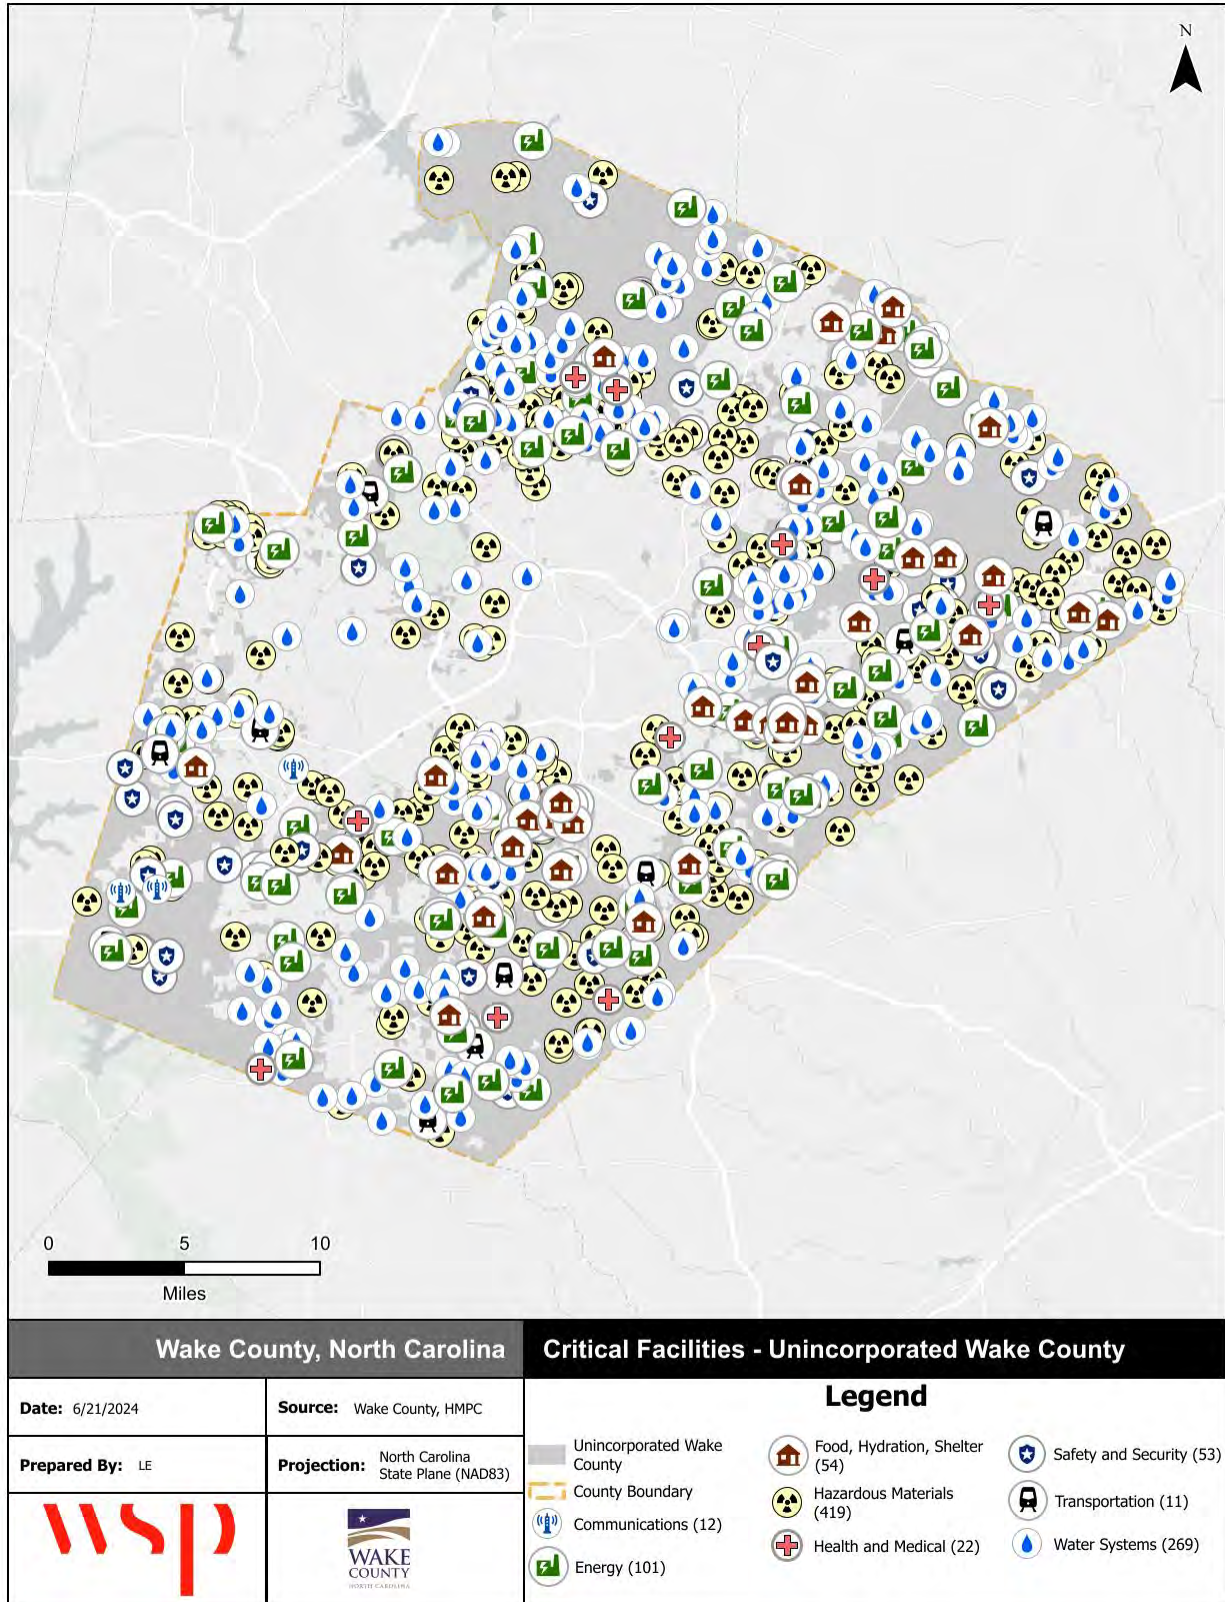 N
0 5 10
Miles
Wake County, North Carolina
Critical Facilities - Unincorporated Wake County
Date: 6/21/2024
Source: Wake County, HMPC
Prepared By: LE
Projection: North Carolina
State Plane (NAD83)
wsp
WAKE
COUNTY
NORTH CAROLINA
Legend
Unincorporated Wake
County
County Boundary
Communications (12)
Energy (101)
Food, Hydration, Shelter
(54)
Hazardous Materials
(419)
Health and Medical (22)
Safety and Security (53)
Transportation (11)
Water Systems (269)